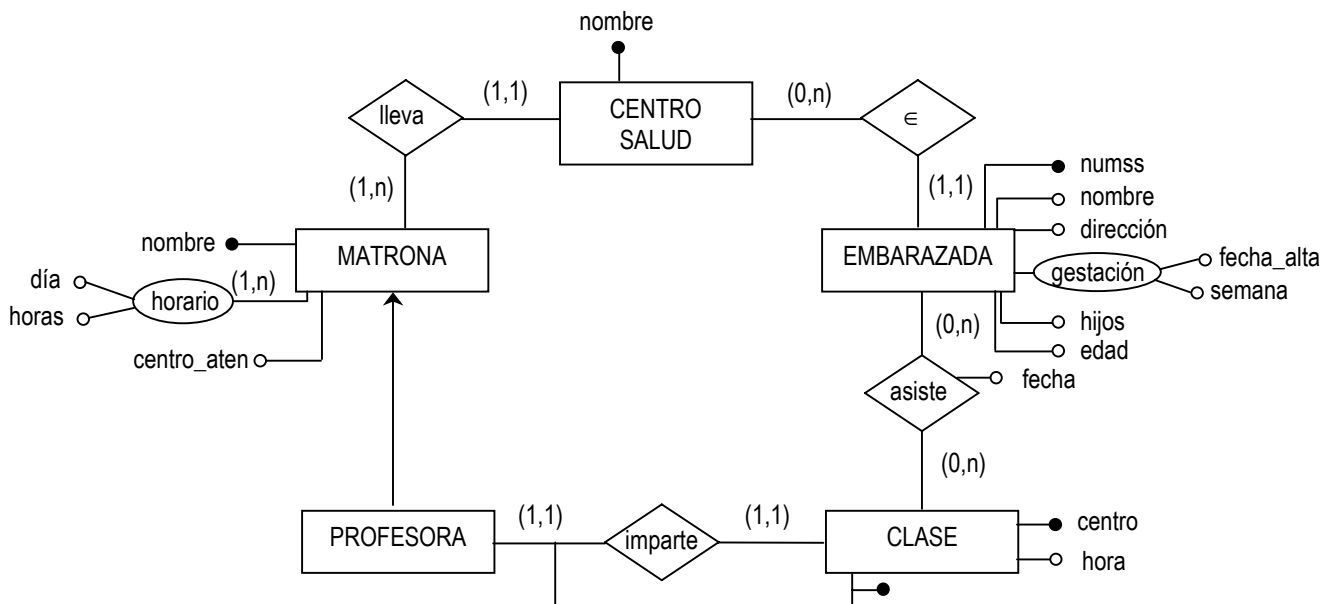 nombre
(1,1)
(0,n)
lleva
CENTRO
SALUD
∈
(1,n)
(1,1)
numss
nombre
dirección
nombre
MATRONA
EMBARAZADA
gestación
fecha_alta
semana
día
horas
horario
(1,n)
centro_aten
(0,n)
hijos
edad
asiste
fecha
(0,n)
PROFESORA
(1,1)
imparte
(1,1)
CLASE
centro
hora